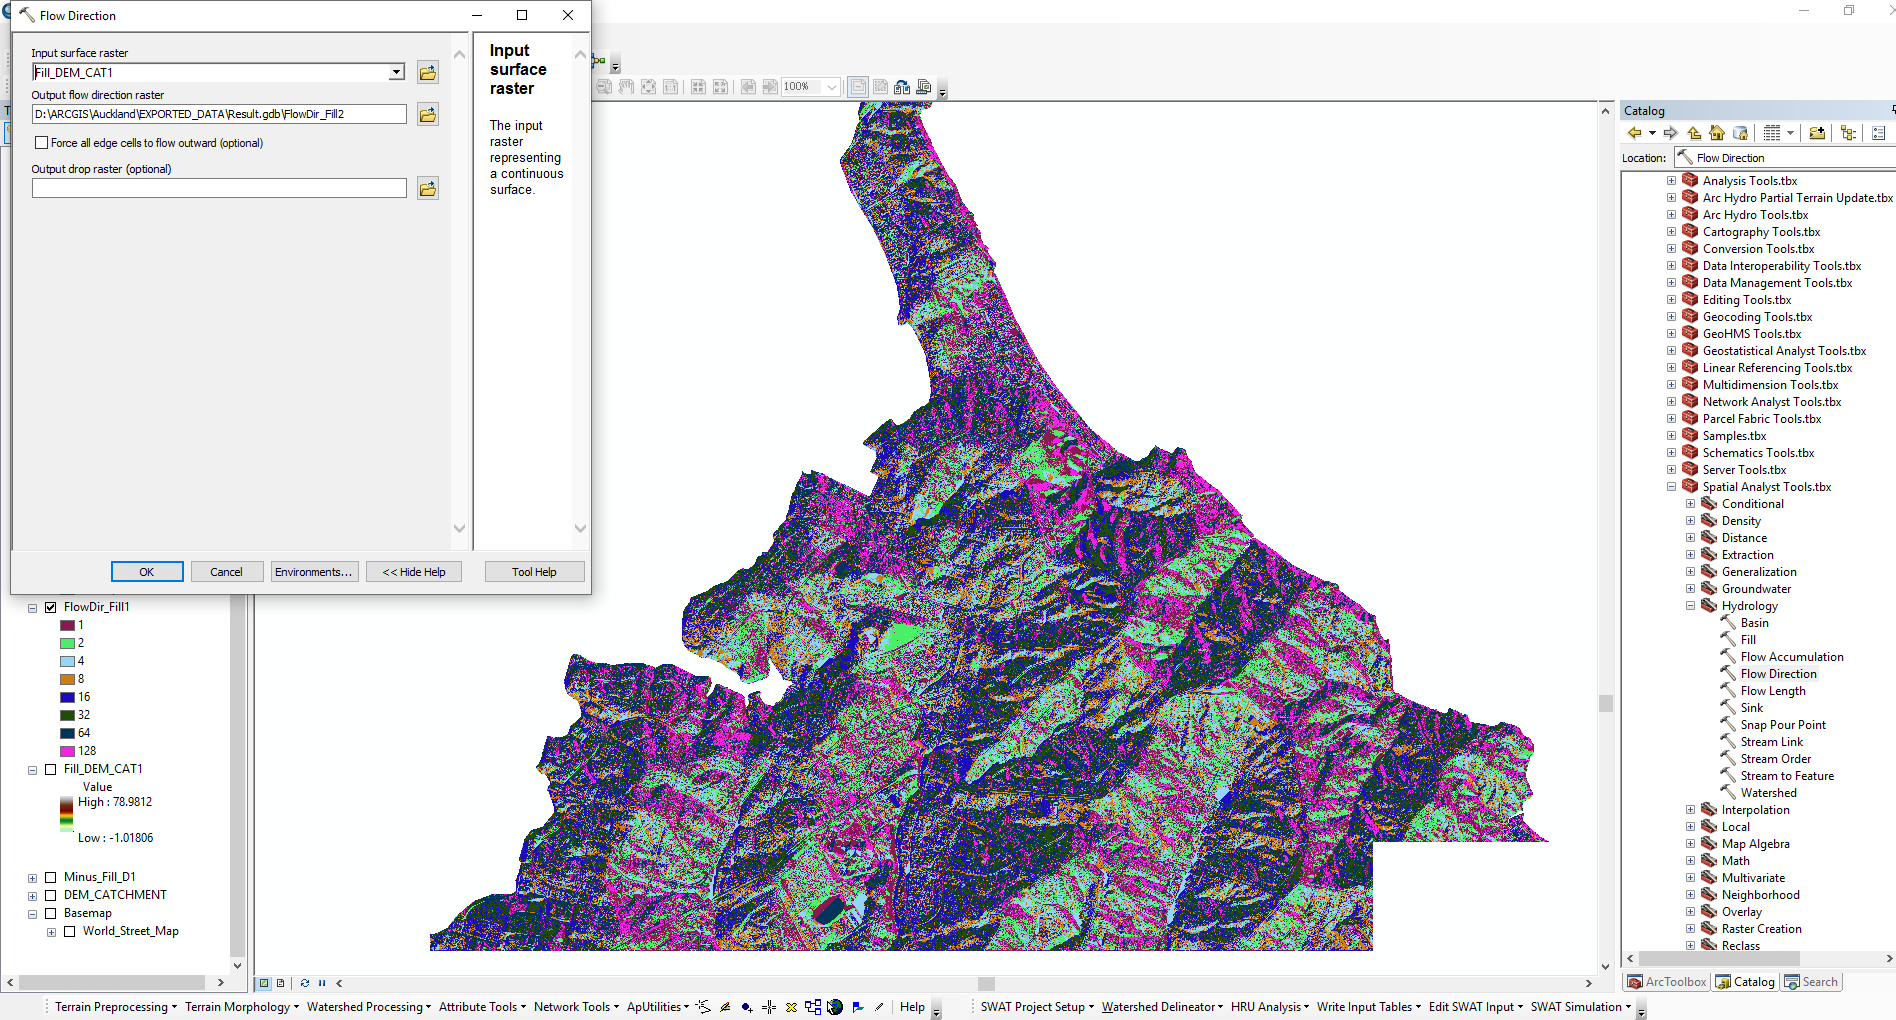 Flow Direction
Input surface raster
Fill_DEM_CAT1
Output flow direction raster
D:\ARCGIS\Auckland\EXPORTED_DATA\Result.gdb\FlowDir_Fill2
Force all edge cells to flow outward (optional)
Output drop raster (optional)
OK
Cancel
Environments...
<< Hide Help
Tool Help
Input
surface
raster
The input
raster
representing
a continuous
surface.
100%
FlowDir_Fill1
1
2
4
8
16
32
64
128
Fill_DEM_CAT1
Value
High : 78.9812
Low : -1.01806
Minus_Fill_D1
DEM_CATCHMENT
Basemap
World_Street_Map
Catalog
Location:
Flow Direction
Analysis Tools.tbx
Arc Hydro Partial Terrain Update.tbx
Arc Hydro Tools.tbx
Cartography Tools.tbx
Conversion Tools.tbx
Data Interoperability Tools.tbx
Data Management Tools.tbx
Editing Tools.tbx
Geocoding Tools.tbx
GeoHMS Tools.tbx
Geostatistical Analyst Tools.tbx
Linear Referencing Tools.tbx
Multidimension Tools.tbx
Network Analyst Tools.tbx
Parcel Fabric Tools.tbx
Samples.tbx
Schematics Tools.tbx
Server Tools.tbx
Spatial Analyst Tools.tbx
Conditional
Density
Distance
Extraction
Generalization
Groundwater
Hydrology
Basin
Fill
Flow Accumulation
Flow Direction
Flow Length
Sink
Snap Pour Point
Stream Link
Stream Order
Stream to Feature
Watershed
Interpolation
Local
Map Algebra
Math
Multivariate
Neighborhood
Overlay
Raster Creation
Reclass
ArcToolbox
Catalog
Search
Terrain Preprocessing
Terrain Morphology
Watershed Processing
Attribute Tools
Network Tools
ApUtilities
Help
SWAT Project Setup
Watershed Delineator
HRU Analysis
Write Input Tables
Edit SWAT Input
SWAT Simulation